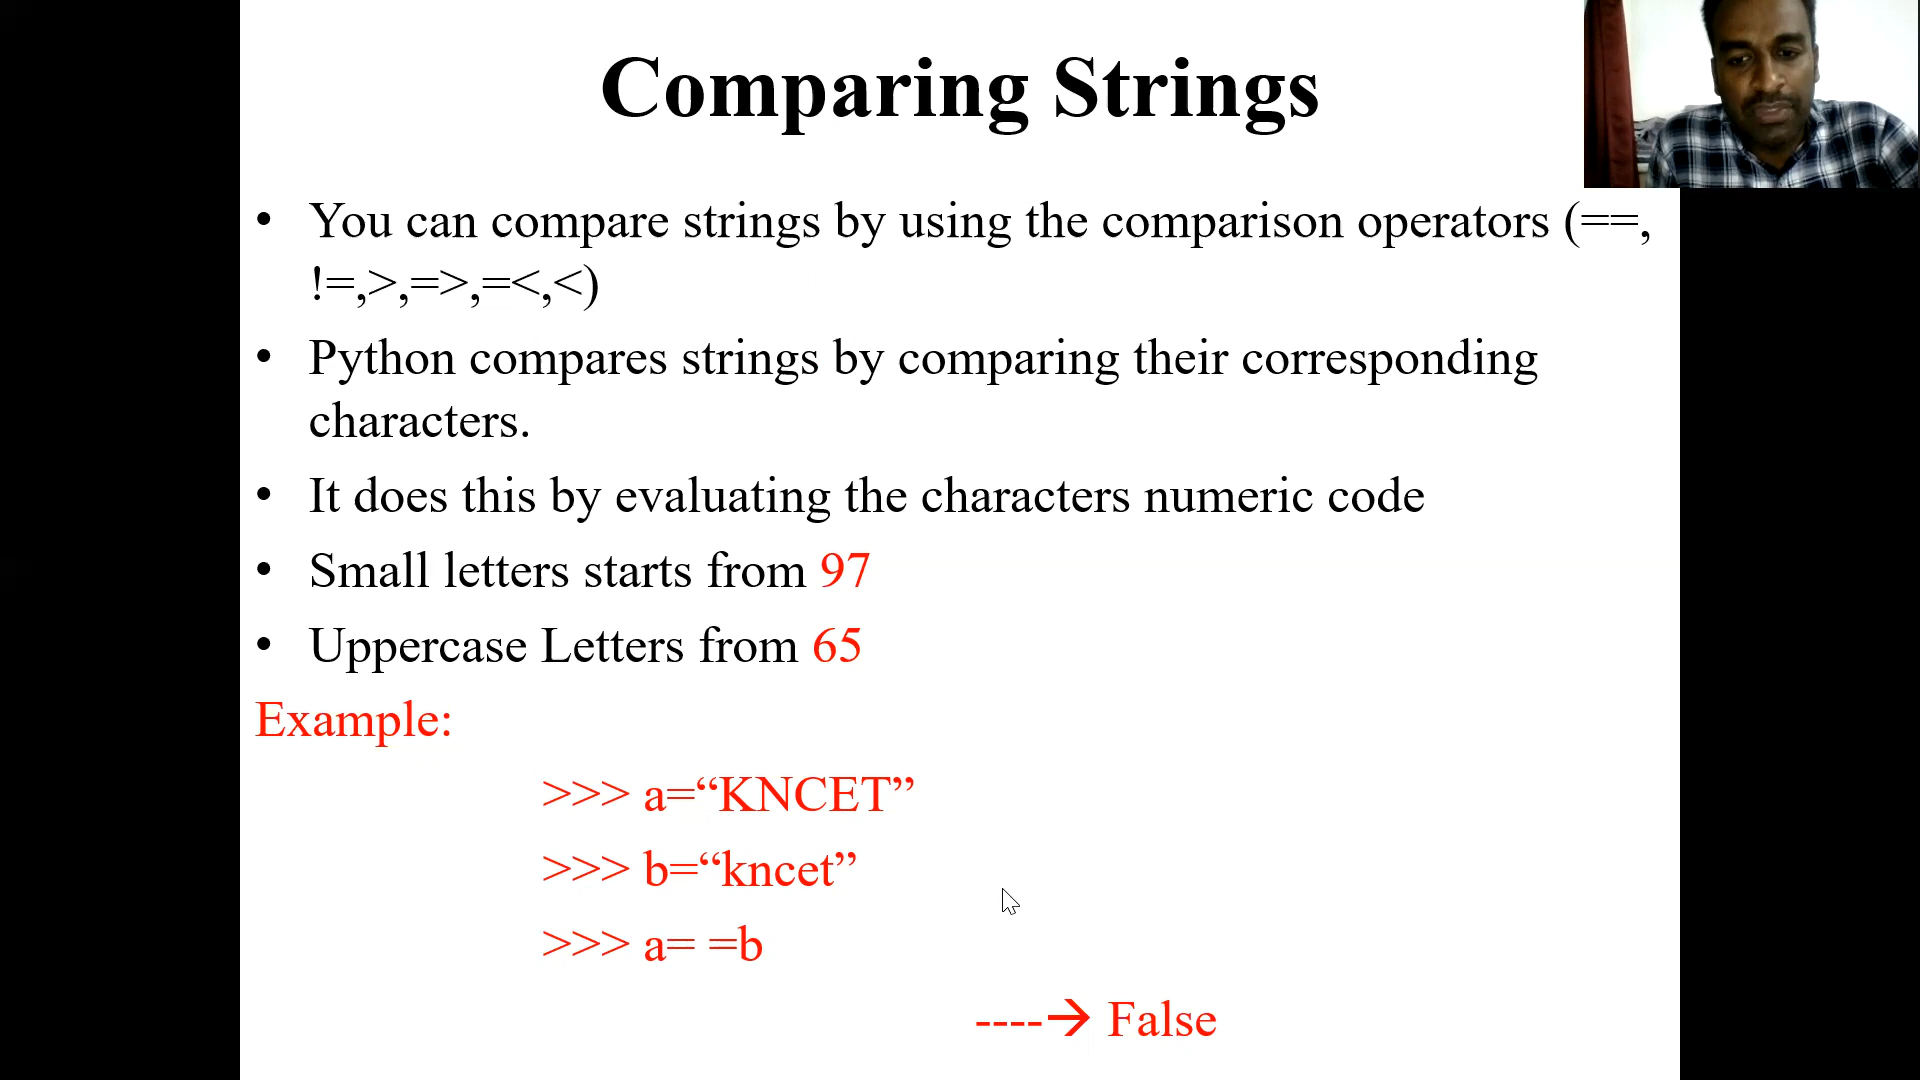 Comparing Strings
• You can compare strings by using the comparison operators (==,
!=,>,=>,=<,<)
• Python compares strings by comparing their corresponding
characters.
• It does this by evaluating the characters numeric code
• Small letters starts from 97
• Uppercase Letters from 65
Example:
>>> a=“KNCET”
>>> b=“kncet”
>>> a= =b
----→ False